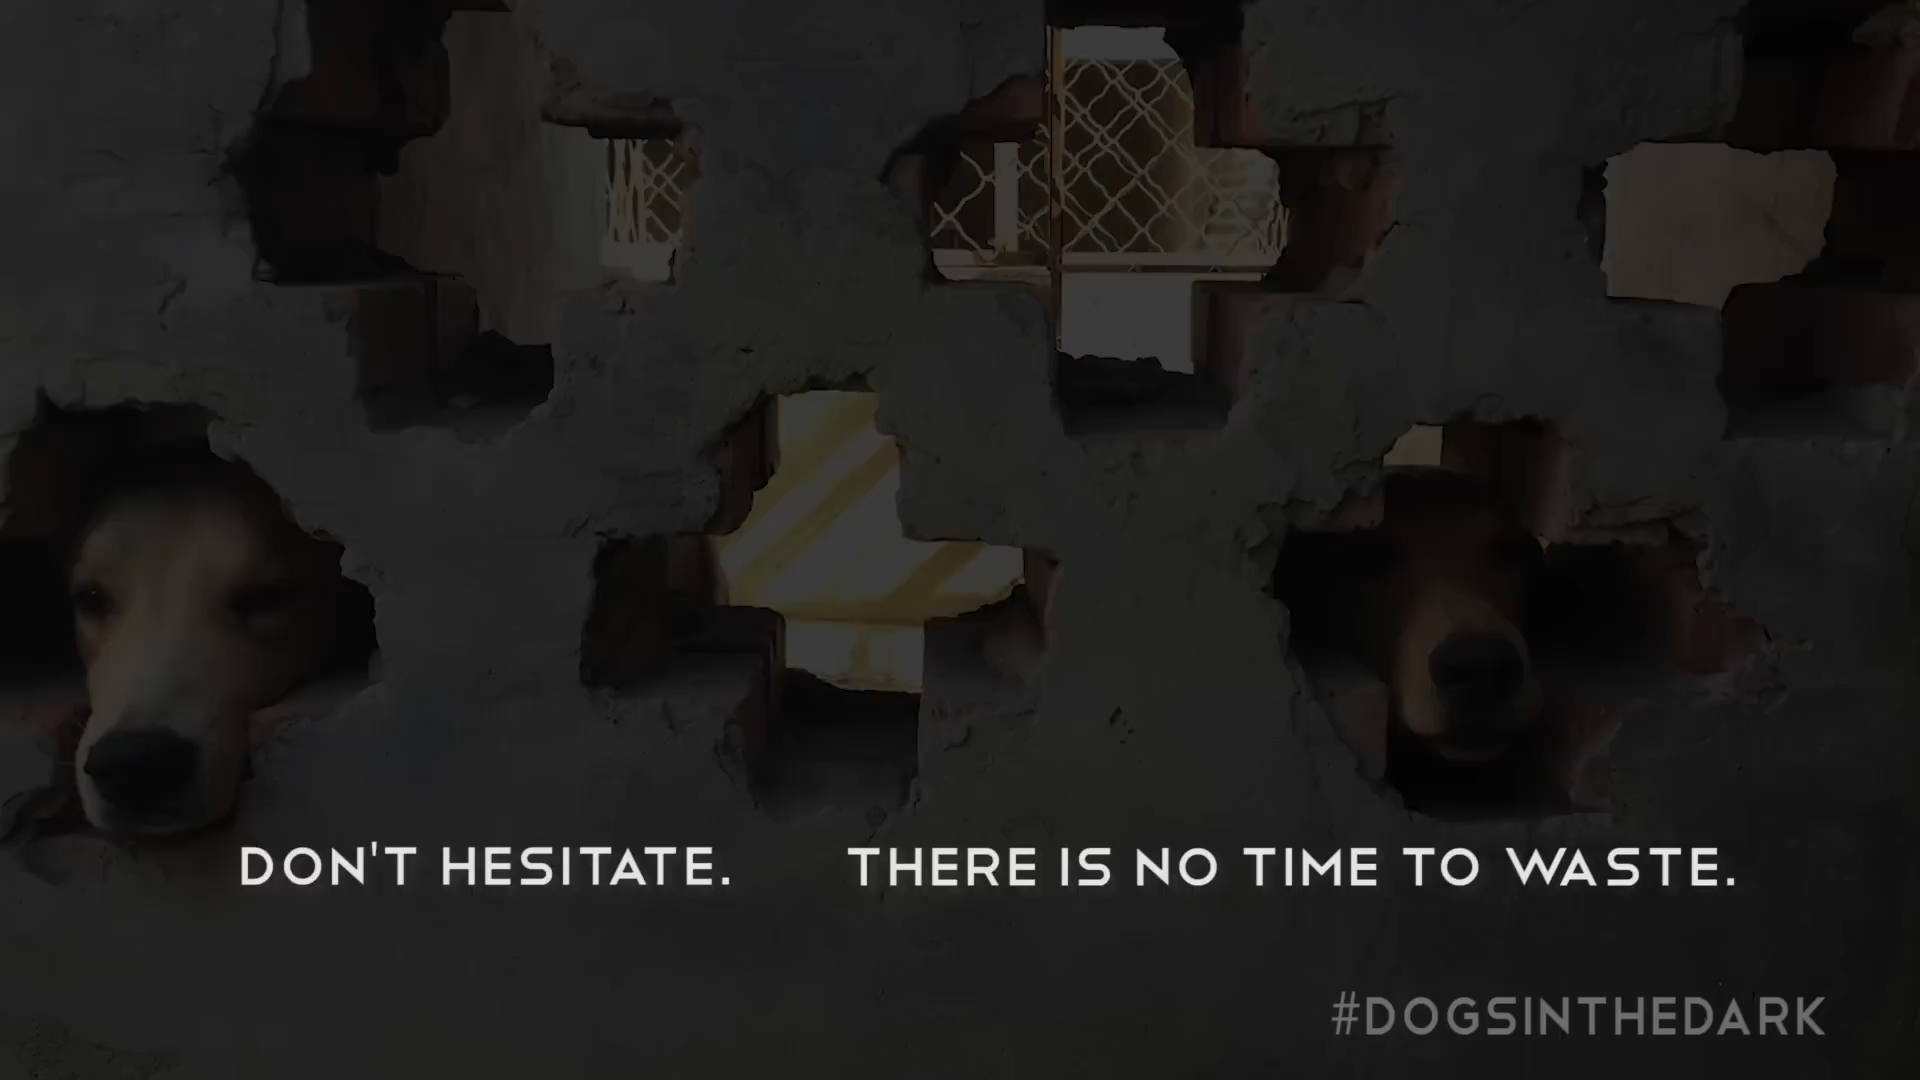 DON'T HESITATE. THERE IS NO TIME TO WASTE.
#DOGSINTHEDARK